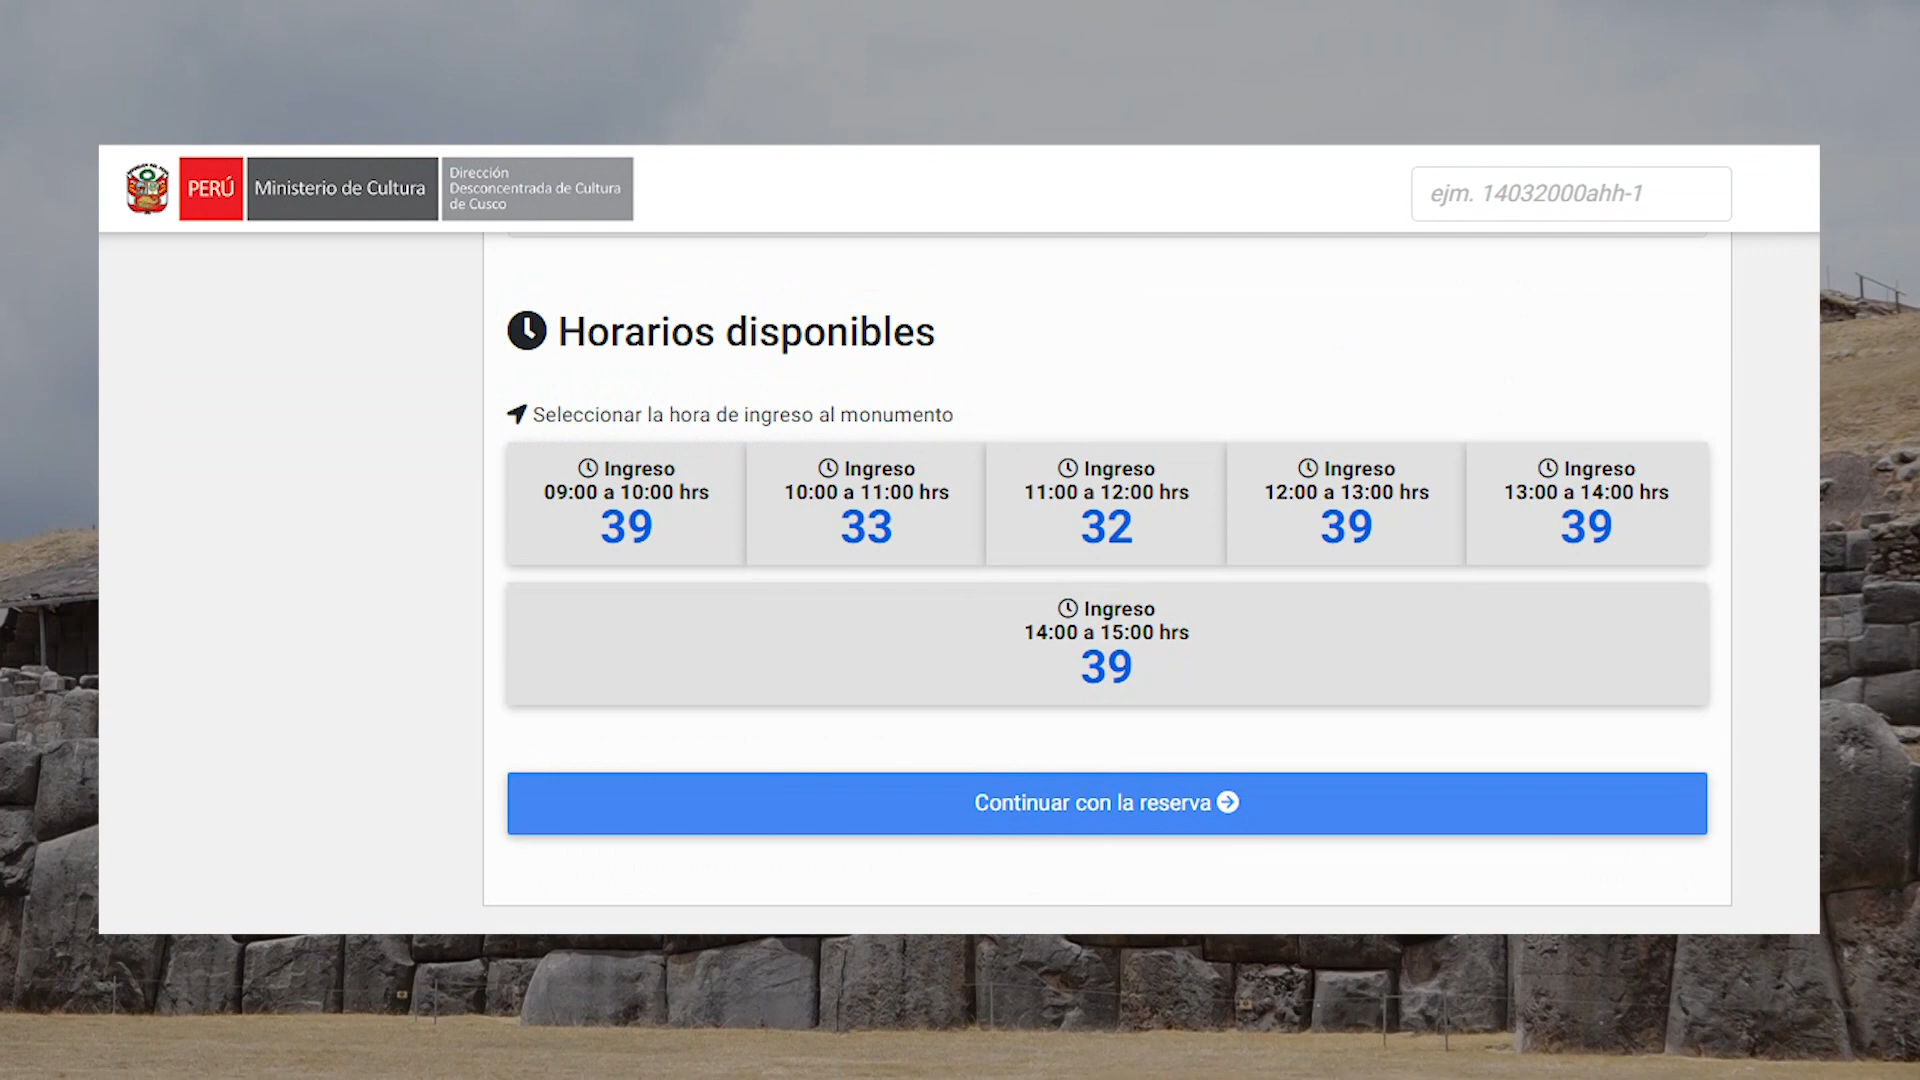 PERÚ
Ministerio de Cultura
Dirección
Desconcentrada de Cultura
de Cusco
ejm. 14032000ahh-1
Horarios disponibles
Seleccionar la hora de ingreso al monumento
Ingreso
09:00 a 10:00 hrs
39
Ingreso
10:00 a 11:00 hrs
33
Ingreso
11:00 a 12:00 hrs
32
Ingreso
12:00 a 13:00 hrs
39
Ingreso
13:00 a 14:00 hrs
39
Ingreso
14:00 a 15:00 hrs
39
Continuar con la reserva